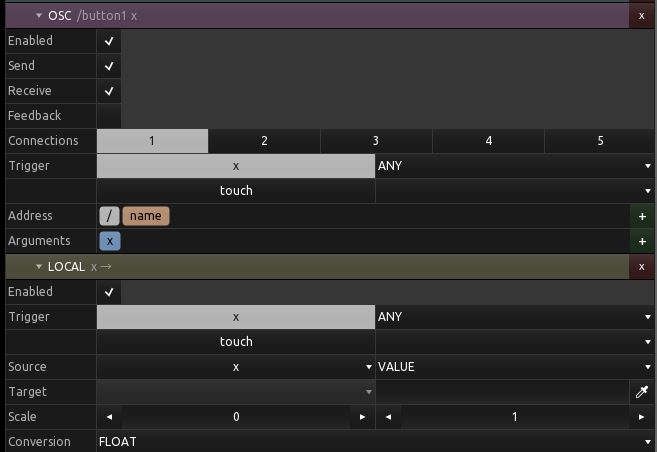 OSC /button1 x x
Enabled
Send
Receive
Feedback
Connections 1 2 3 4 5
Trigger x ANY
touch
Address / name +
Arguments x +
LOCAL x → x
Enabled
Trigger x ANY
touch
Source x VALUE
Target
Scale 0 1
Conversion FLOAT